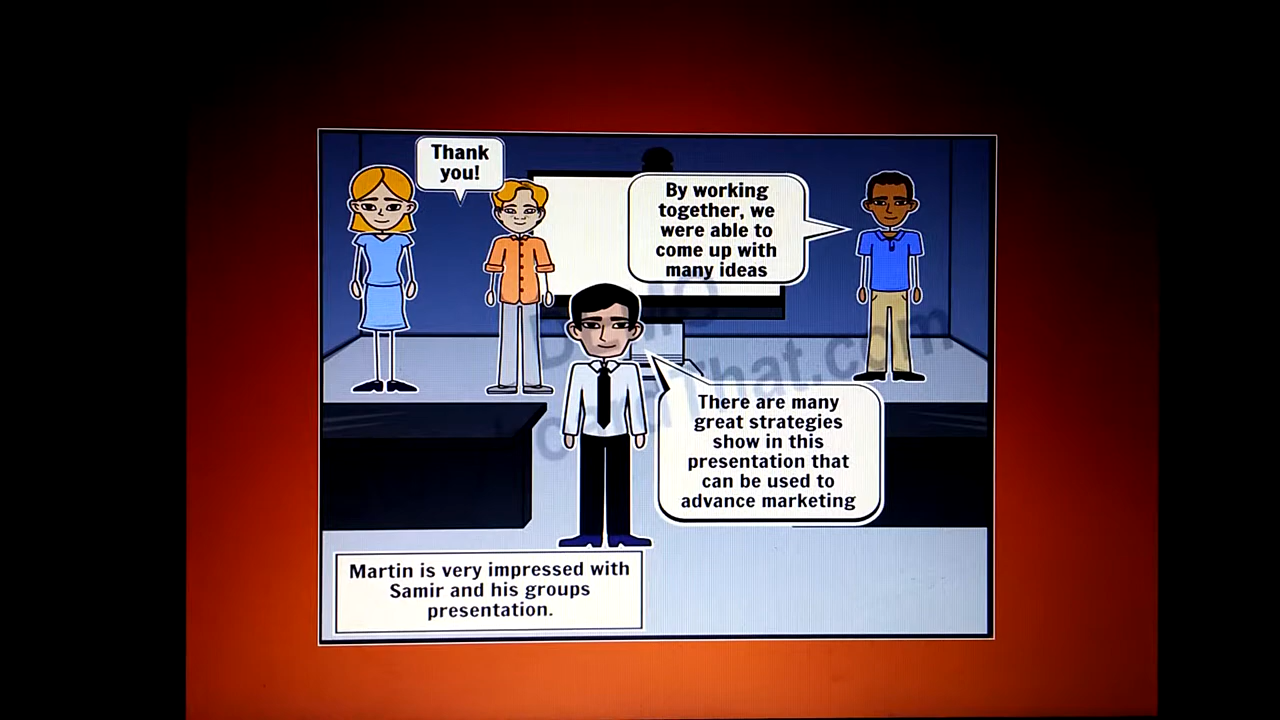 Thank
you!
By working
together, we
were able to
come up with
many ideas
There are many
great strategies
show in this
presentation that
can be used to
advance marketing
Martin is very impressed with
Samir and his groups
presentation.